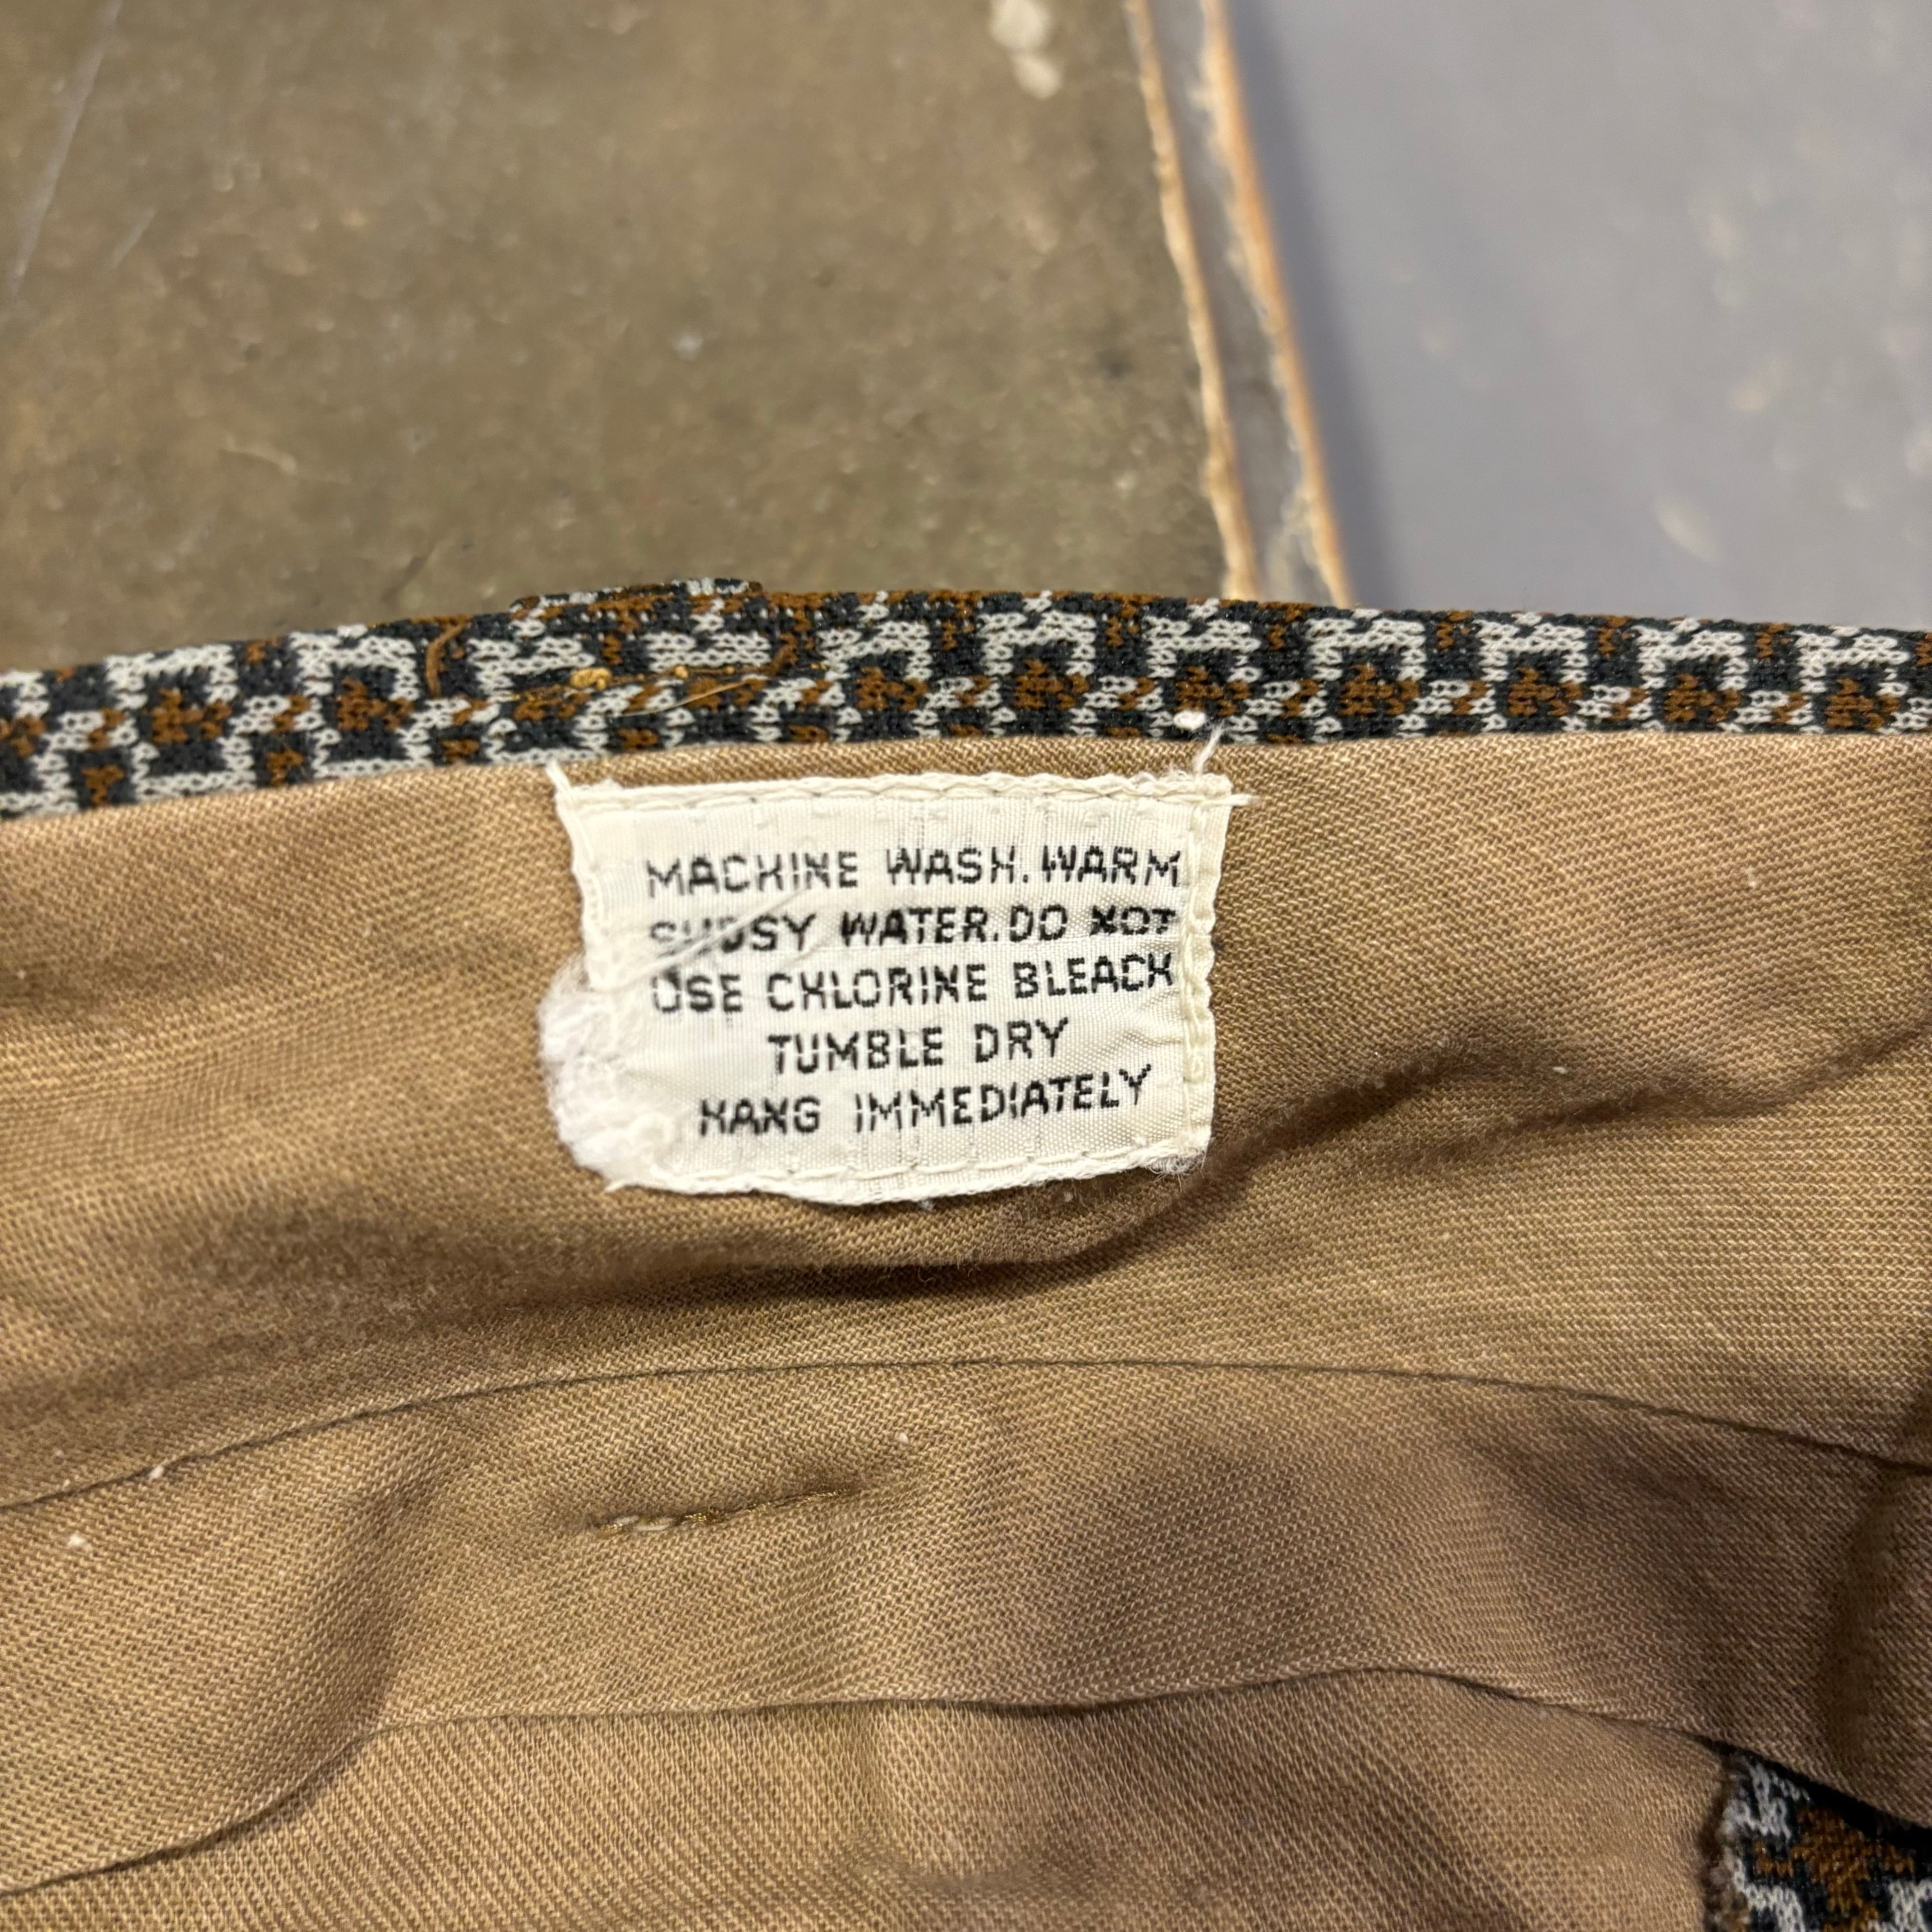 MACHINE WASH. WARM
SUDSY WATER. DO NOT
USE CHLORINE BLEACH
TUMBLE DRY
HANG IMMEDIATELY